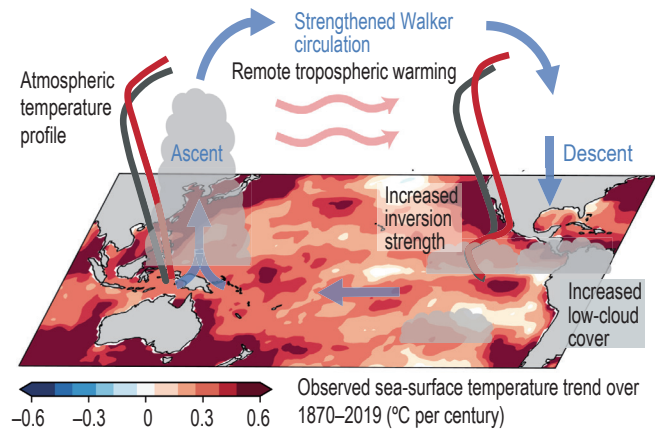 Strengthened Walker
circulation
Atmospheric
temperature
profile
Remote tropospheric warming
Ascent
Descent
Increased
inversion
strength
Increased
low-cloud
cover
Observed sea-surface temperature trend over
1870–2019 (ºC per century)
–0.6 –0.3 0 0.3 0.6